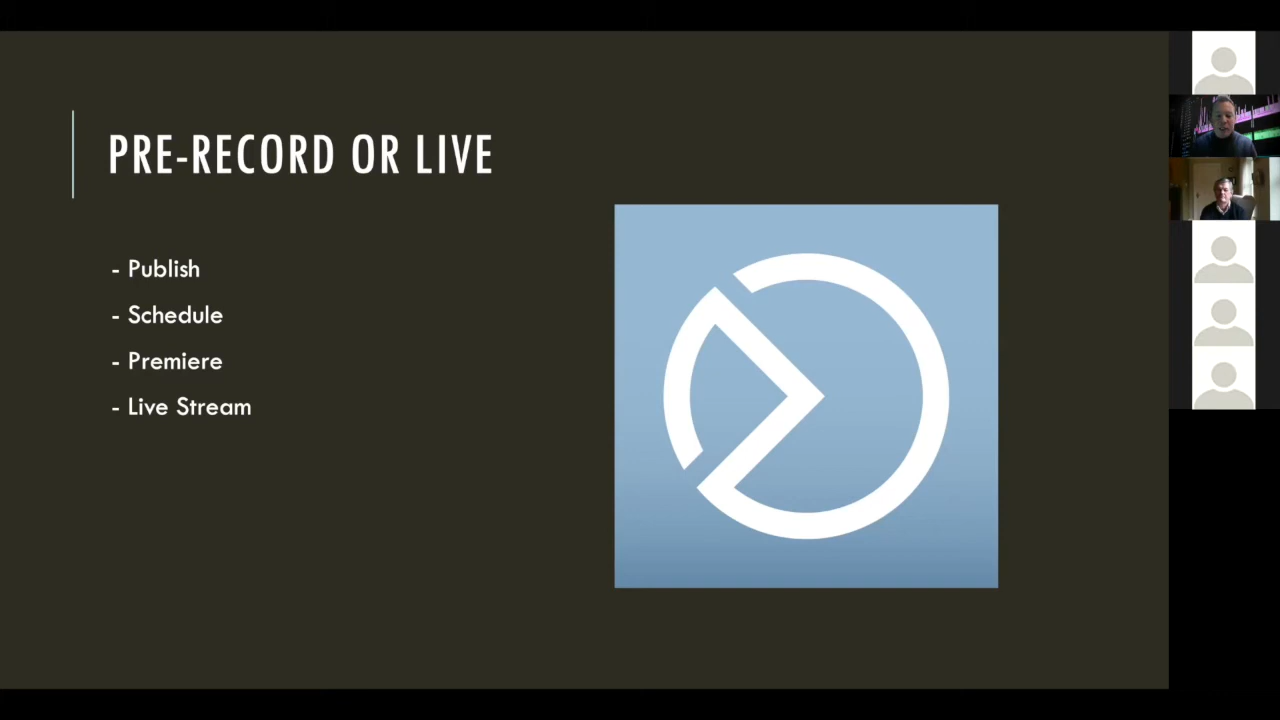 PRE-RECORD OR LIVE
- Publish
- Schedule
- Premiere
- Live Stream